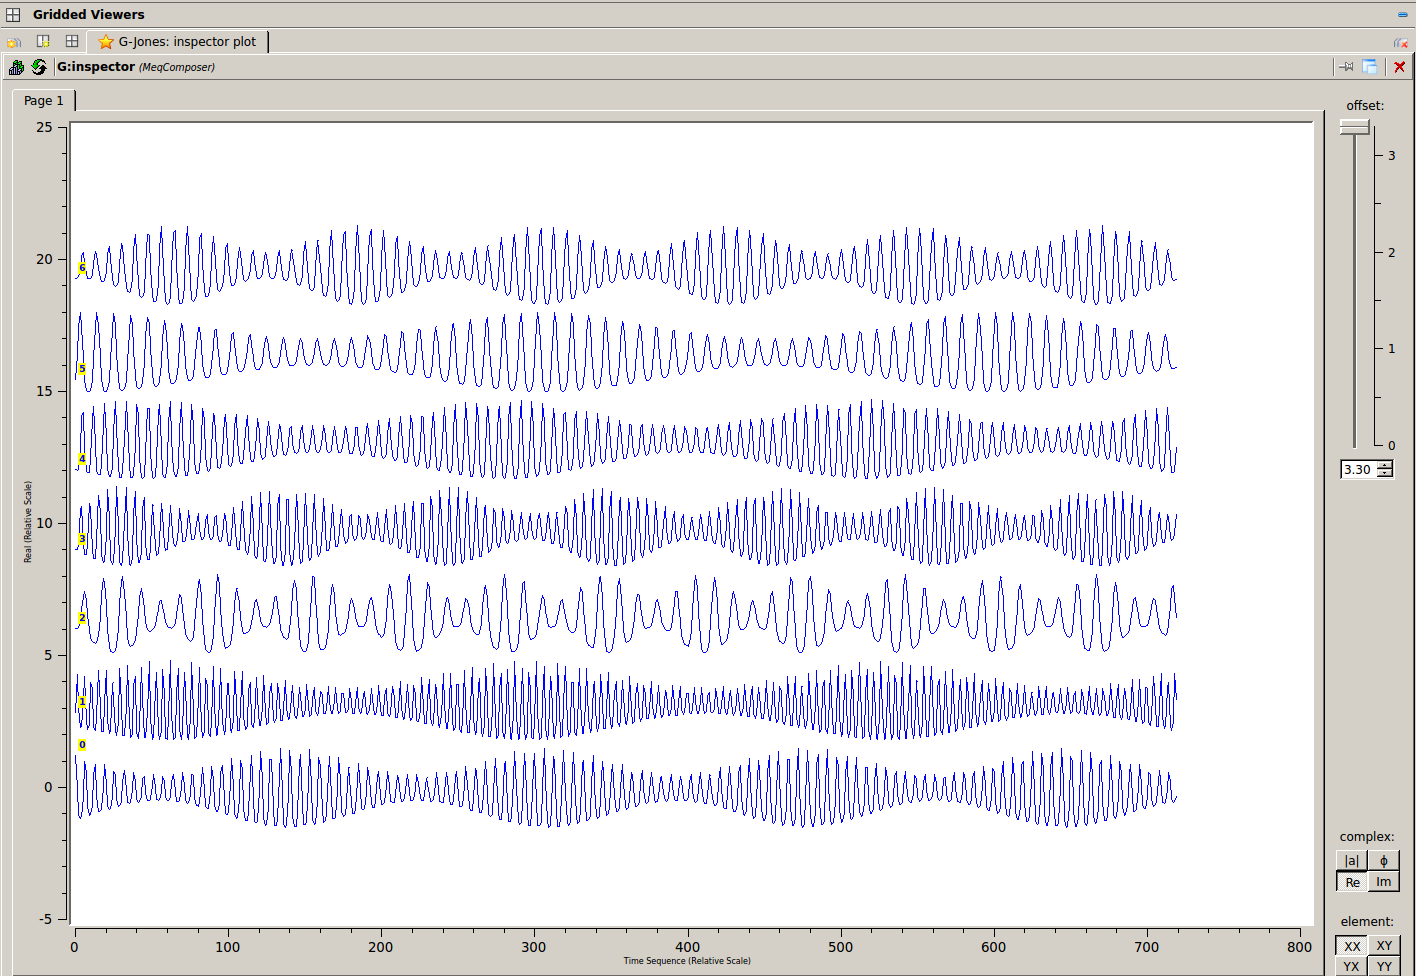 Gridded Viewers
G-Jones: inspector plot
G:inspector (MeqComposer)
Page 1
offset:
25
20
15
10
5
0
-5
Real (Relative Scale)
6
5
4
3
2
1
0
0 100 200 300 400 500 600 700 800
Time Sequence (Relative Scale)
3
2
1
0
3.30
complex:
|a| ϕ
Re Im
element:
XX XY
YX YY